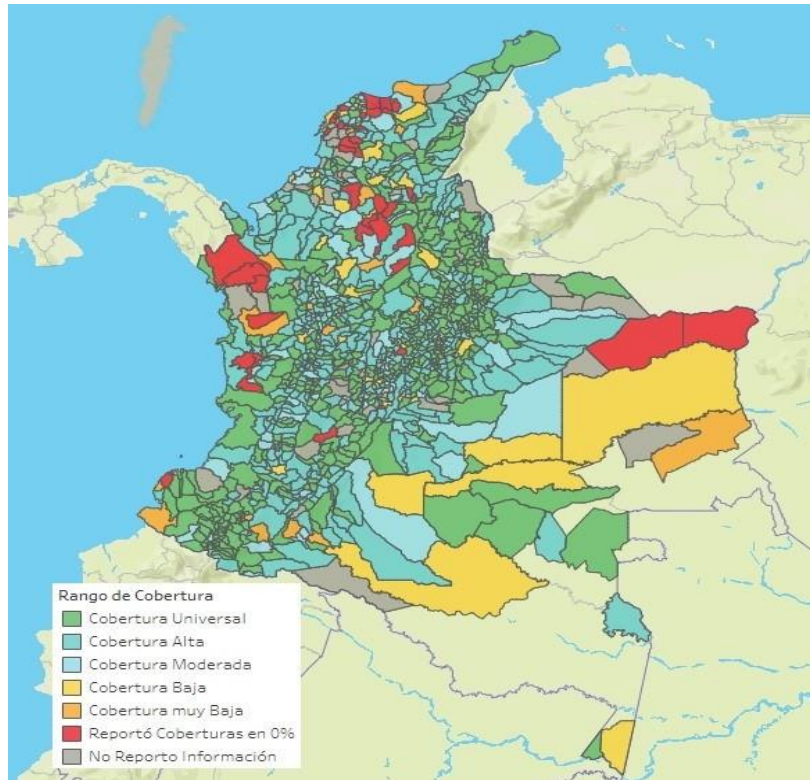 Rango de Cobertura
Cobertura Universal
Cobertura Alta
Cobertura Moderada
Cobertura Baja
Cobertura muy Baja
Reportó Coberturas en 0%
No Reporto Información